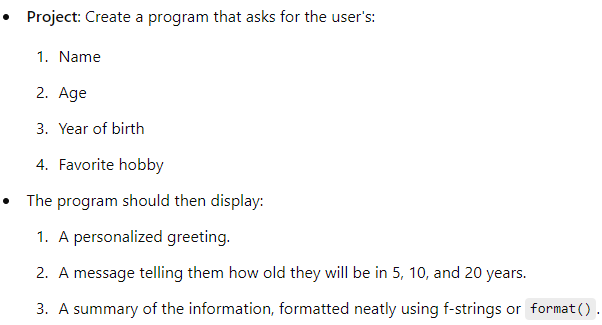 • Project: Create a program that asks for the user's:
1. Name
2. Age
3. Year of birth
4. Favorite hobby
• The program should then display:
1. A personalized greeting.
2. A message telling them how old they will be in 5, 10, and 20 years.
3. A summary of the information, formatted neatly using f-strings or format().